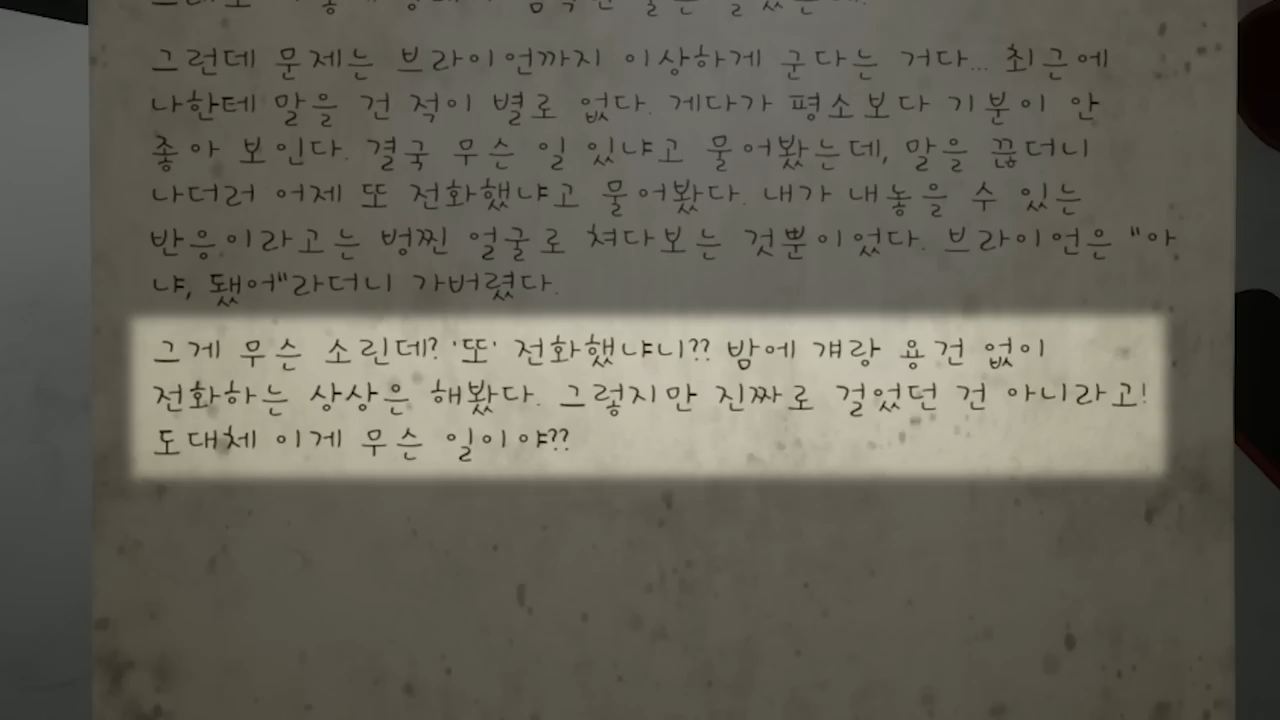 그런데 문제는 브라이언까지 이상하게 군다는 거다... 최근에
나한테 말을 건 적이 별로 없다. 게다가 평소보다 기분이 안
좋아 보인다. 결국 무슨 일 있냐고 물어봤는데, 말을 끊더니
나더러 어제 또 전화했냐고 물어봤다. 내가 내놓을 수 있는
반응이라고는 벙찐 얼굴로 쳐다보는 것뿐이었다. 브라이언은 "아
냐, 됐어"라더니 가버렸다.
그게 무슨 소린데? '또' 전화했냐니?? 밤에 걔랑 용건 없이
전화하는 상상은 해봤다. 그렇지만 진짜로 걸었던 건 아니라고!
도대체 이게 무슨 일이야??